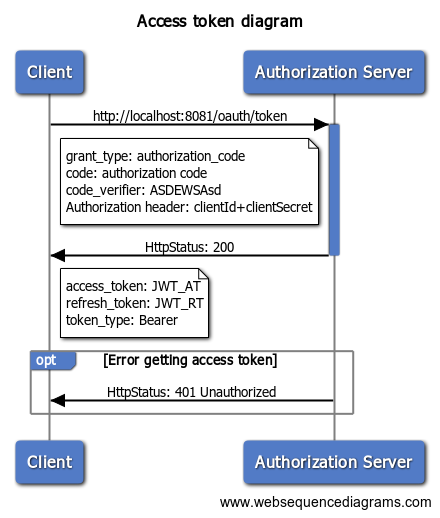 Access token diagram
Client
Authorization Server
http://localhost:8081/oauth/token
grant_type: authorization_code
code: authorization code
code_verifier: ASDEWSAsd
Authorization header: clientId+clientSecret
HttpStatus: 200
access_token: JWT_AT
refresh_token: JWT_RT
token_type: Bearer
opt
[Error getting access token]
HttpStatus: 401 Unauthorized
Client
Authorization Server
www.websequencediagrams.com